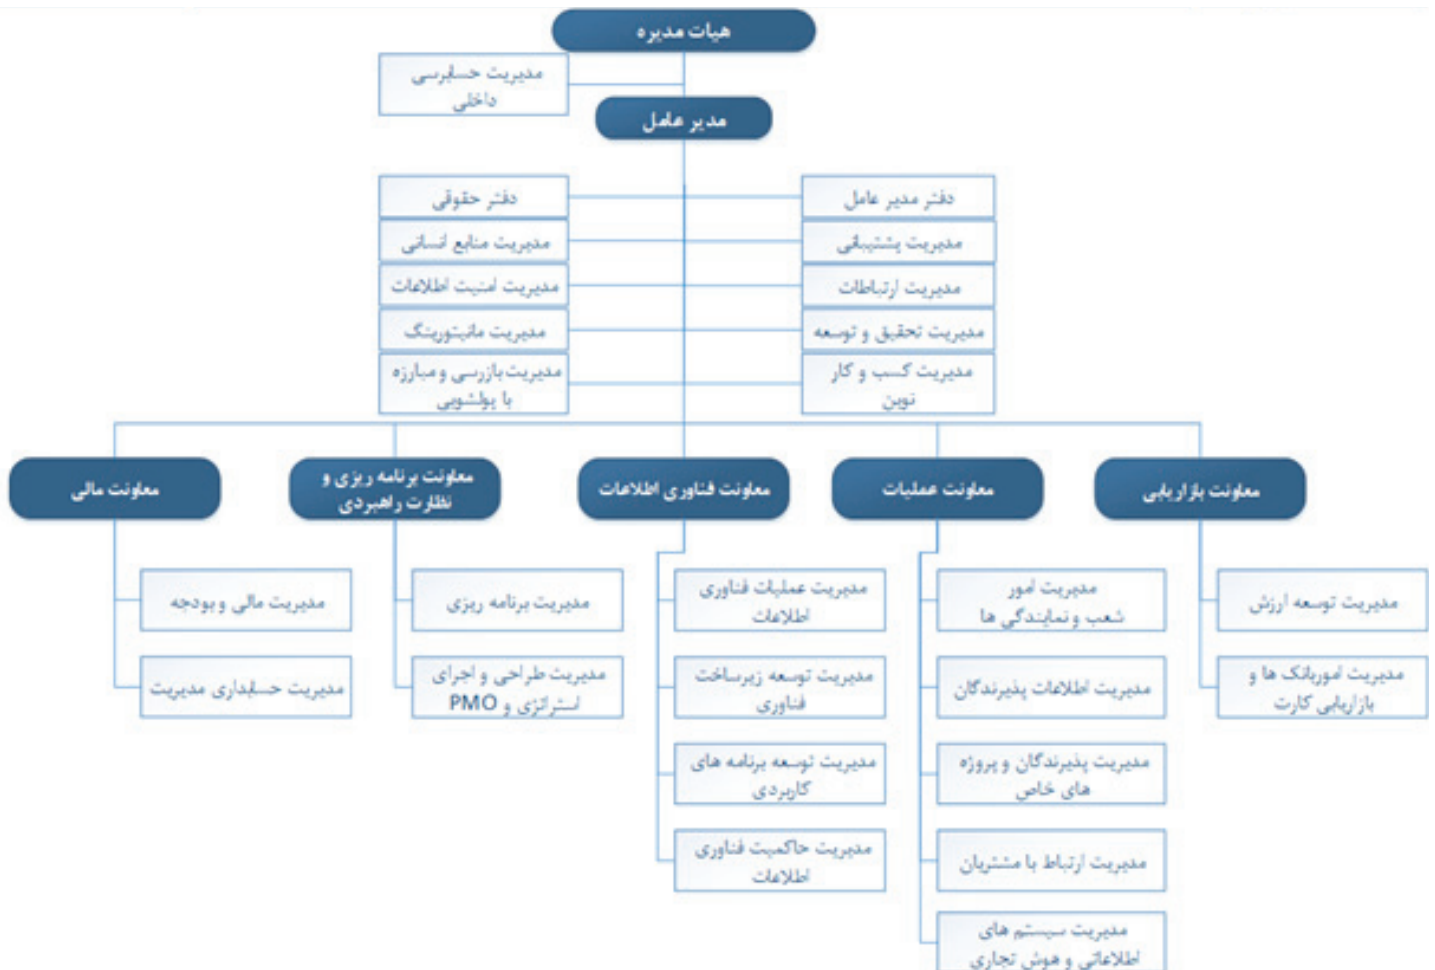 هیات مدیره
مدیریت حسابرسی
داخلی
مدیر عامل
دفتر مدیر عامل
دفتر حقوقی
مدیریت پشتیبانی
مدیریت منابع انسانی
مدیریت ارتباطات
مدیریت امنیت اطلاعات
مدیریت تحقیق و توسعه
مدیریت مانیتورینگ
مدیریت کسب و کار
نوین
مدیریت بازرسی و مبارزه
با پولشویی
معاونت بازاریابی
معاونت عملیات
معاونت فناوری اطلاعات
معاونت برنامه ریزی و
نظارت راهبردی
معاونت مالی
مدیریت توسعه ارزش
مدیریت اموربانک ها و
بازاریابی کارت
مدیریت امور
شعب و نمایندگی ها
مدیریت اطلاعات پذیرندگان
مدیریت پذیرندگان و پروژه
های خاص
مدیریت ارتباط با مشتریان
مدیریت سیستم های
اطلاعاتی و هوش تجاری
مدیریت عملیات فناوری
اطلاعات
مدیریت توسعه زیرساخت
فناوری
مدیریت توسعه برنامه های
کاربردی
مدیریت حاکمیت فناوری
اطلاعات
مدیریت برنامه ریزی
مدیریت طراحی و اجرای
استراتژی و PMO
مدیریت مالی و بودجه
مدیریت حسابداری مدیریت